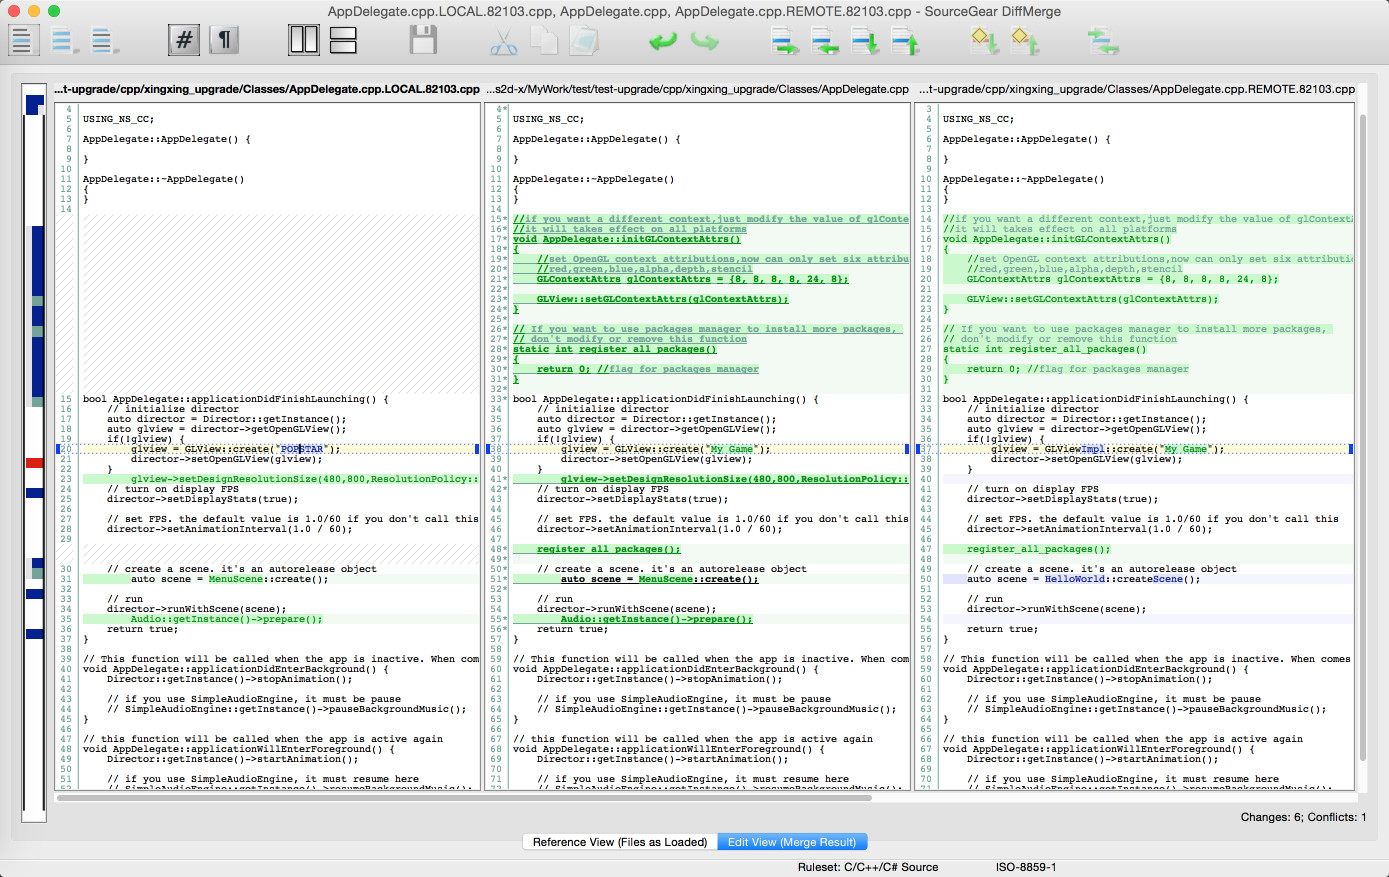 AppDelegate.cpp.LOCAL.82103.cpp, AppDelegate.cpp, AppDelegate.cpp.REMOTE.82103.cpp - SourceGear DiffMerge
# ¶
...t-upgrade/cpp/xingxing_upgrade/Classes/AppDelegate.cpp.LOCAL.82103.cpp
4
5 USING_NS_CC;
6
7 AppDelegate::AppDelegate() {
8
9 }
10
11 AppDelegate::~AppDelegate()
12 {
13 }
14
15 bool AppDelegate::applicationDidFinishLaunching() {
16 // initialize director
17 auto director = Director::getInstance();
18 auto glview = director->getOpenGLView();
19 if(!glview) {
20 glview = GLView::create("POPSTAR");
21 director->setOpenGLView(glview);
22 }
23 glview->setDesignResolutionSize(480,800,ResolutionPolicy::
24 // turn on display FPS
25 director->setDisplayStats(true);
26
27 // set FPS. the default value is 1.0/60 if you don't call this
28 director->setAnimationInterval(1.0 / 60);
29
30 // create a scene. it's an autorelease object
31 auto scene = MenuScene::create();
32
33 // run
34 director->runWithScene(scene);
35 Audio::getInstance()->prepare();
36 return true;
37 }
38
39 // This function will be called when the app is inactive. When com
40 void AppDelegate::applicationDidEnterBackground() {
41 Director::getInstance()->stopAnimation();
42
43 // if you use SimpleAudioEngine, it must be pause
44 // SimpleAudioEngine::getInstance()->pauseBackgroundMusic();
45 }
46
47 // this function will be called when the app is active again
48 void AppDelegate::applicationWillEnterForeground() {
49 Director::getInstance()->startAnimation();
50
51 // if you use SimpleAudioEngine, it must resume here
52 // SimpleAudioEngine::getInstance()->resumeBackgroundMusic();
...s2d-x/MyWork/test/test-upgrade/cpp/xingxing_upgrade/Classes/AppDelegate.cpp
4*
5 USING_NS_CC;
6
7 AppDelegate::AppDelegate() {
8
9 }
10
11 AppDelegate::~AppDelegate()
12 {
13 }
14
15* //if you want a different context,just modify the value of glConte
16* //it will takes effect on all platforms
17* void AppDelegate::initGLContextAttrs()
18* {
19* //set OpenGL context attributions,now can only set six attribu
20* //red,green,blue,alpha,depth,stencil
21* GLContextAttrs glContextAttrs = {8, 8, 8, 8, 24, 8};
22*
23* GLView::setGLContextAttrs(glContextAttrs);
24* }
25*
26* // If you want to use packages manager to install more packages,
27* // don't modify or remove this function
28* static int register_all_packages()
29* {
30* return 0; //flag for packages manager
31* }
32*
33* bool AppDelegate::applicationDidFinishLaunching() {
34 // initialize director
35 auto director = Director::getInstance();
36 auto glview = director->getOpenGLView();
37 if(!glview) {
38 glview = GLView::create("My Game");
39 director->setOpenGLView(glview);
40 }
41* glview->setDesignResolutionSize(480,800,ResolutionPolicy::
42* // turn on display FPS
43 director->setDisplayStats(true);
44
45 // set FPS. the default value is 1.0/60 if you don't call this
46 director->setAnimationInterval(1.0 / 60);
47
48* register_all_packages();
49*
50* // create a scene. it's an autorelease object
51* auto scene = MenuScene::create();
52*
53 // run
54 director->runWithScene(scene);
55* Audio::getInstance()->prepare();
56* return true;
57 }
58
59 // This function will be called when the app is inactive. When com
60 void AppDelegate::applicationDidEnterBackground() {
61 Director::getInstance()->stopAnimation();
62
63 // if you use SimpleAudioEngine, it must be pause
64 // SimpleAudioEngine::getInstance()->pauseBackgroundMusic();
65 }
66
67 // this function will be called when the app is active again
68 void AppDelegate::applicationWillEnterForeground() {
69 Director::getInstance()->startAnimation();
70
71 // if you use SimpleAudioEngine, it must resume here
72 // SimpleAudioEngine::getInstance()->resumeBackgroundMusic();
...t-upgrade/cpp/xingxing_upgrade/Classes/AppDelegate.cpp.REMOTE.82103.cpp
3
4 USING_NS_CC;
5
6 AppDelegate::AppDelegate() {
7
8 }
9
10 AppDelegate::~AppDelegate()
11 {
12 }
13
14 //if you want a different context,just modify the value of glContextA
15 //it will takes effect on all platforms
16 void AppDelegate::initGLContextAttrs()
17 {
18 //set OpenGL context attributions,now can only set six attributio
19 //red,green,blue,alpha,depth,stencil
20 GLContextAttrs glContextAttrs = {8, 8, 8, 8, 24, 8};
21
22 GLView::setGLContextAttrs(glContextAttrs);
23 }
24
25 // If you want to use packages manager to install more packages,
26 // don't modify or remove this function
27 static int register_all_packages()
28 {
29 return 0; //flag for packages manager
30 }
31
32 bool AppDelegate::applicationDidFinishLaunching() {
33 // initialize director
34 auto director = Director::getInstance();
35 auto glview = director->getOpenGLView();
36 if(!glview) {
37 glview = GLViewImpl::create("My Game");
38 director->setOpenGLView(glview);
39 }
40
41 // turn on display FPS
42 director->setDisplayStats(true);
43
44 // set FPS. the default value is 1.0/60 if you don't call this
45 director->setAnimationInterval(1.0 / 60);
46
47 register_all_packages();
48
49 // create a scene. it's an autorelease object
50 auto scene = HelloWorld::createScene();
51
52 // run
53 director->runWithScene(scene);
54
55 return true;
56 }
57
58 // This function will be called when the app is inactive. When comes
59 void AppDelegate::applicationDidEnterBackground() {
60 Director::getInstance()->stopAnimation();
61
62 // if you use SimpleAudioEngine, it must be pause
63 // SimpleAudioEngine::getInstance()->pauseBackgroundMusic();
64 }
65
66 // this function will be called when the app is active again
67 void AppDelegate::applicationWillEnterForeground() {
68 Director::getInstance()->startAnimation();
69
70 // if you use SimpleAudioEngine, it must resume here
71 // SimpleAudioEngine::getInstance()->resumeBackgroundMusic();
Changes: 6; Conflicts: 1
Reference View (Files as Loaded)
Edit View (Merge Result)
Ruleset: C/C++/C# Source
ISO-8859-1